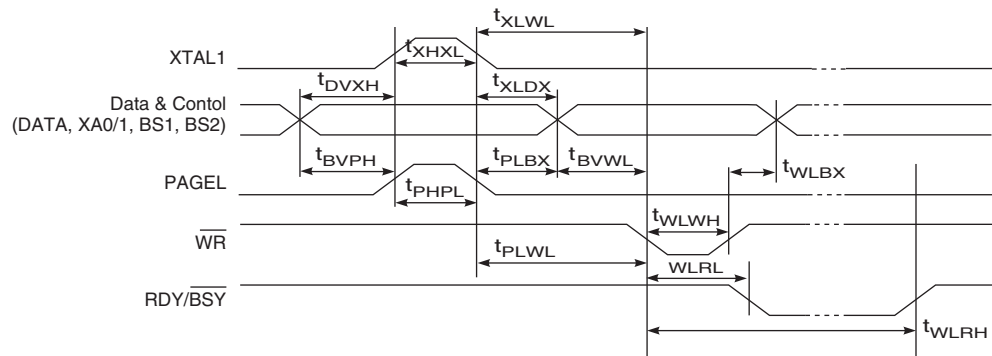 tXLWL
XTAL1
tXHXL
tDVXH
tXLDX
Data & Contol
(DATA, XA0/1, BS1, BS2)
tBVPH
tPLBX
tBVWL
tWLBX
PAGEL
tPHPL
tWLWH
WR
tPLWL
WLRL
RDY/BSY
tWLRH